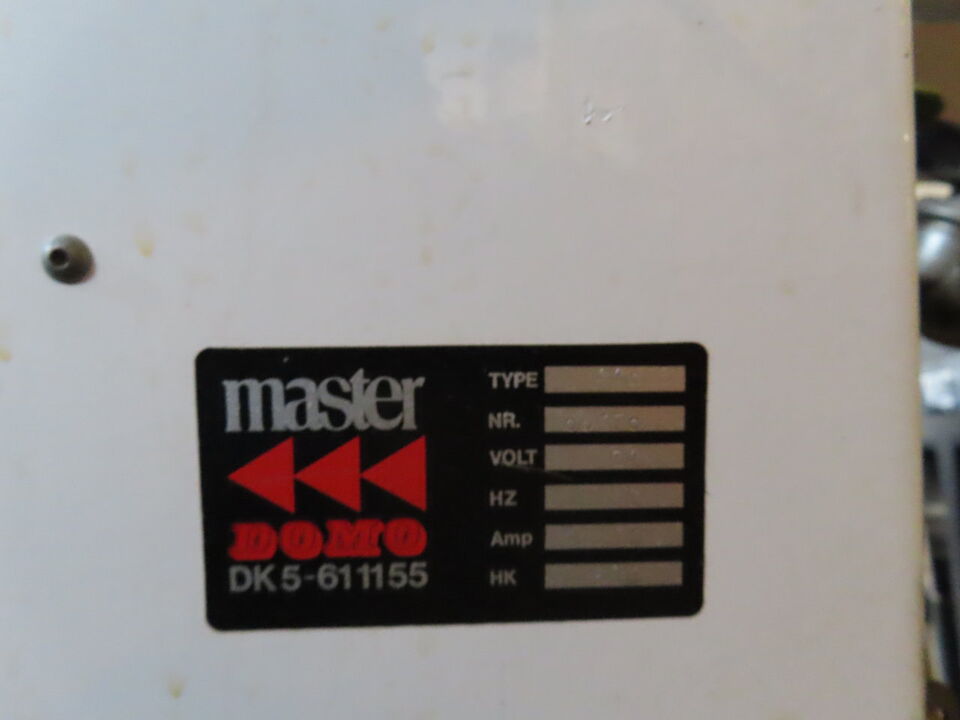 master
DOMO
DK5-611155
TYPE
NR.
VOLT
HZ
Amp
HK